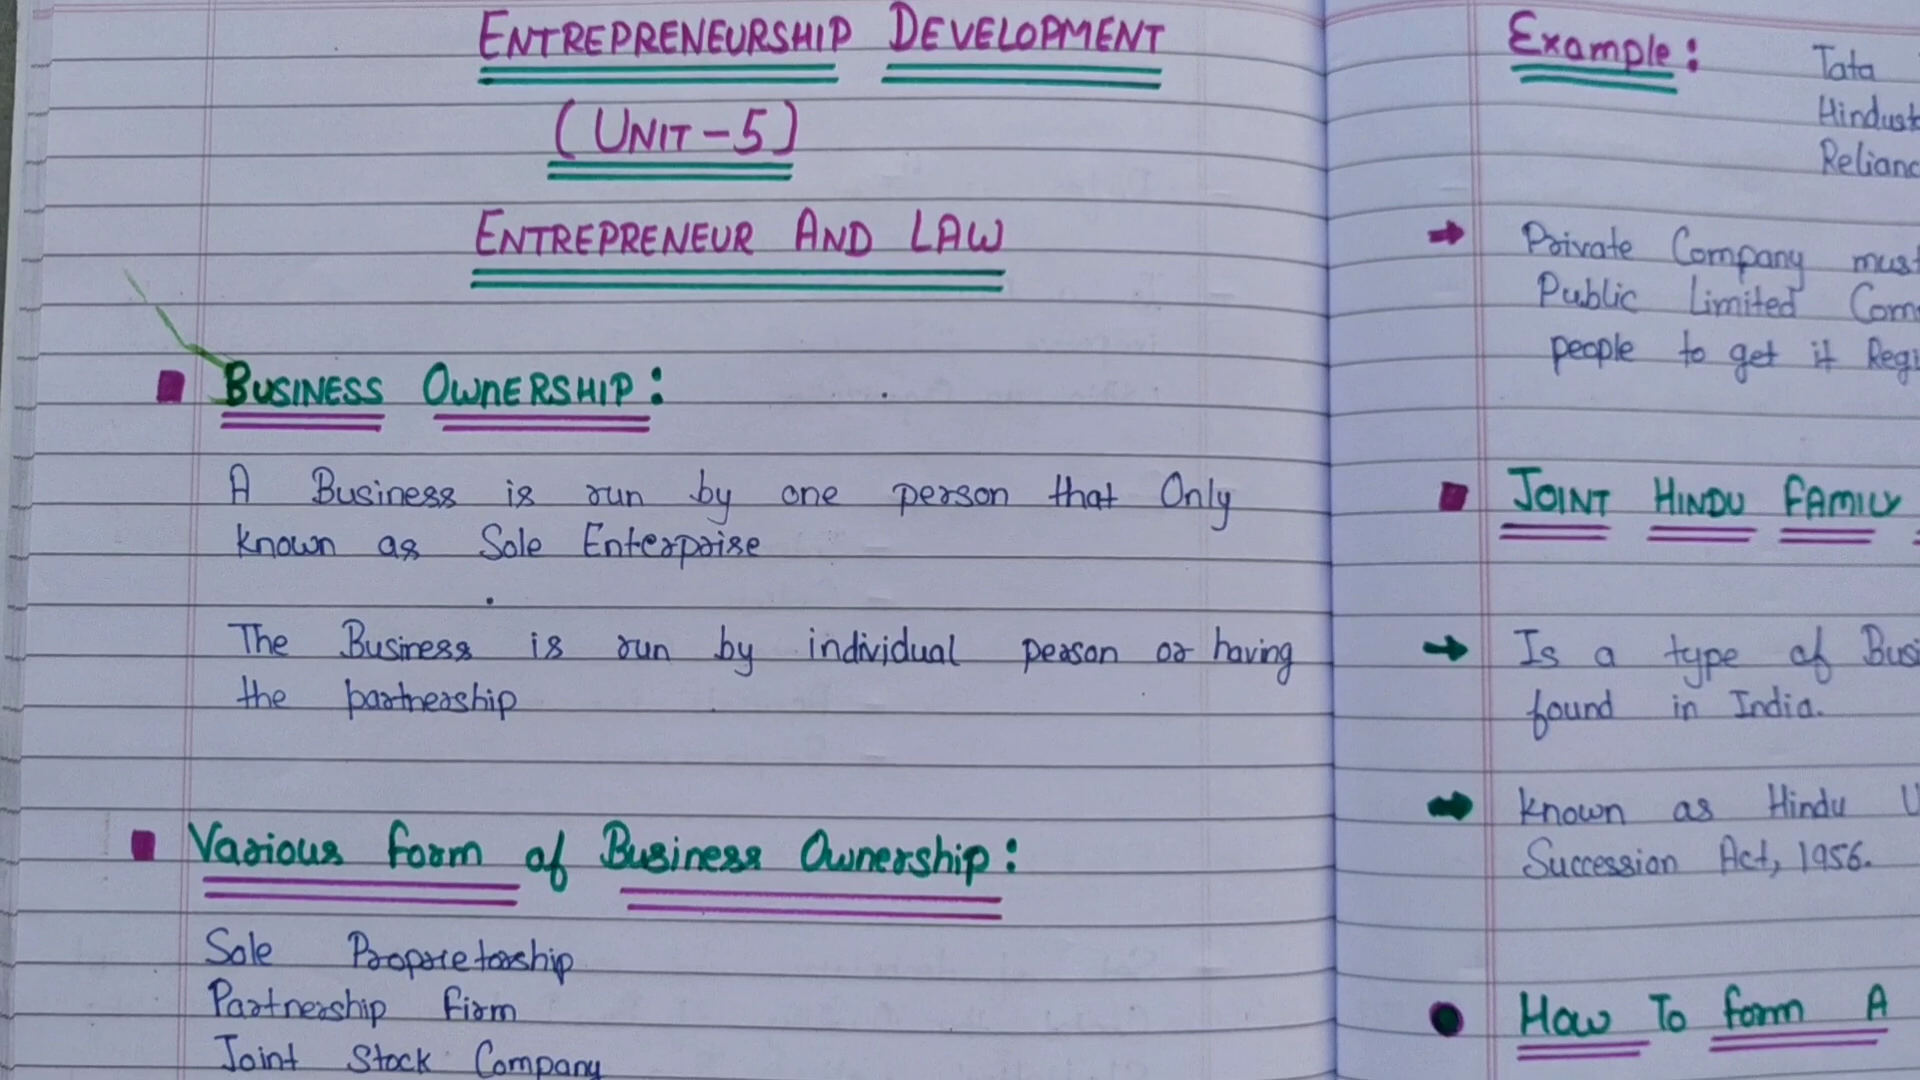 ENTREPRENEURSHIP DEVELOPMENT
(UNIT-5)
ENTREPRENEUR AND LAW
BUSINESS OWNERSHIP:
A Business is run by one person that Only
known as Sole Enterprise
The Business is run by individual person or having
the partnership
Various form of Business Ownership:
Sole Proprietorship
Partnership firm
Joint Stock Company
Example: Tata
Private Company must
Public Limited
people to get it
JOINT HINDU FAMILY
Is a type of
found in India.
known as Hindu
Succession Act, 1956.
How To form A